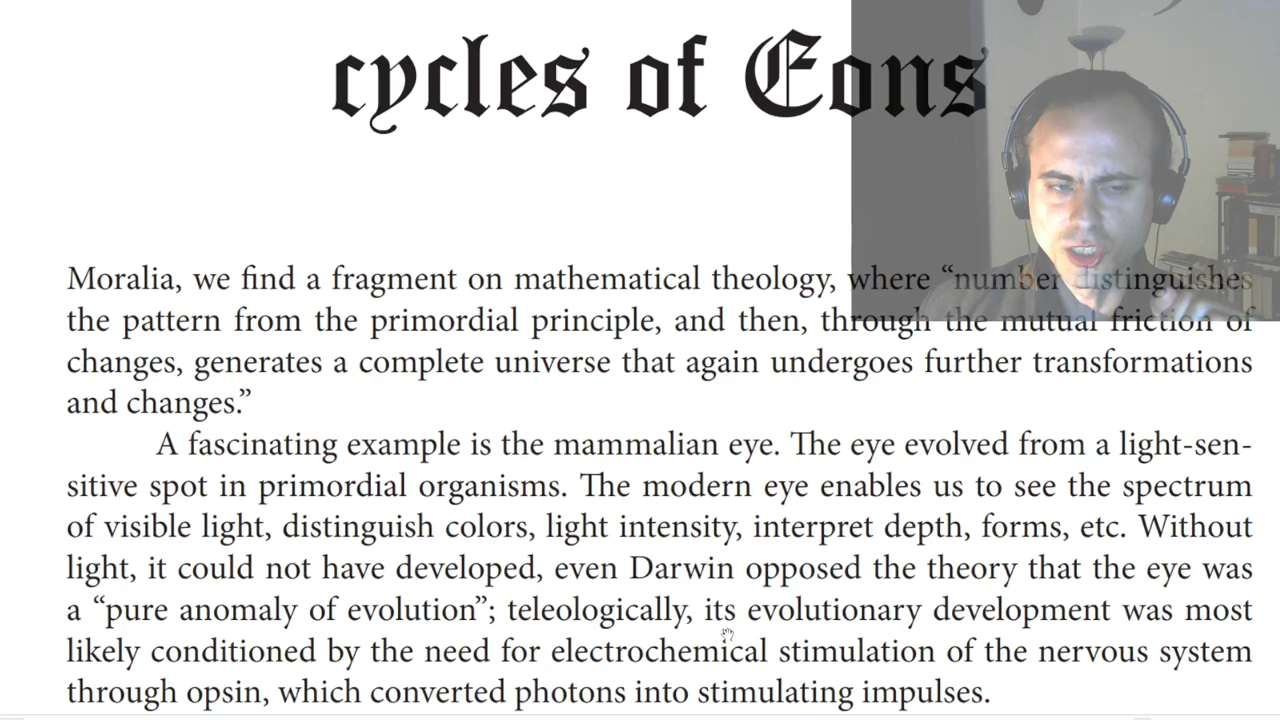 cycles of Eons
Moralia, we find a fragment on mathematical theology, where “number distinguishes
the pattern from the primordial principle, and then, through the mutual friction of
changes, generates a complete universe that again undergoes further transformations
and changes.”
A fascinating example is the mammalian eye. The eye evolved from a light-sen-
sitive spot in primordial organisms. The modern eye enables us to see the spectrum
of visible light, distinguish colors, light intensity, interpret depth, forms, etc. Without
light, it could not have developed, even Darwin opposed the theory that the eye was
a “pure anomaly of evolution”; teleologically, its evolutionary development was most
likely conditioned by the need for electrochemical stimulation of the nervous system
through opsin, which converted photons into stimulating impulses.